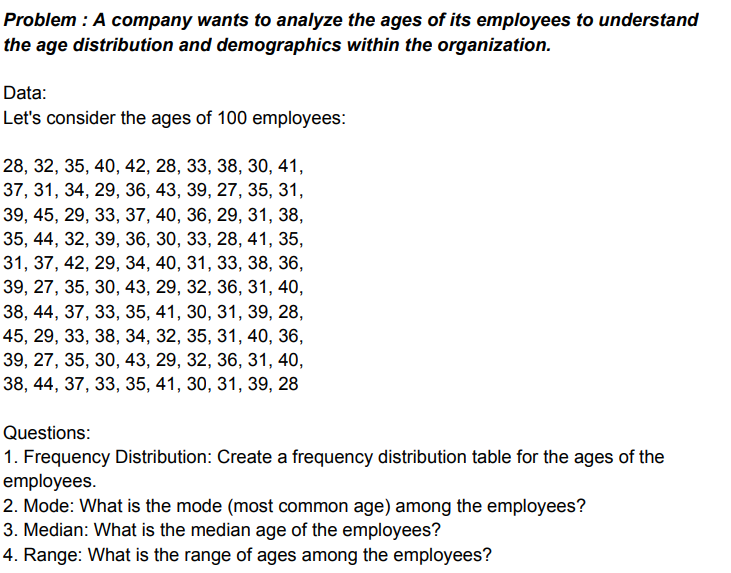 Problem : A company wants to analyze the ages of its employees to understand
the age distribution and demographics within the organization.
Data:
Let's consider the ages of 100 employees:
28, 32, 35, 40, 42, 28, 33, 38, 30, 41,
37, 31, 34, 29, 36, 43, 39, 27, 35, 31,
39, 45, 29, 33, 37, 40, 36, 29, 31, 38,
35, 44, 32, 39, 36, 30, 33, 28, 41, 35,
31, 37, 42, 29, 34, 40, 31, 33, 38, 36,
39, 27, 35, 30, 43, 29, 32, 36, 31, 40,
38, 44, 37, 33, 35, 41, 30, 31, 39, 28,
45, 29, 33, 38, 34, 32, 35, 31, 40, 36,
39, 27, 35, 30, 43, 29, 32, 36, 31, 40,
38, 44, 37, 33, 35, 41, 30, 31, 39, 28
Questions:
1. Frequency Distribution: Create a frequency distribution table for the ages of the
employees.
2. Mode: What is the mode (most common age) among the employees?
3. Median: What is the median age of the employees?
4. Range: What is the range of ages among the employees?